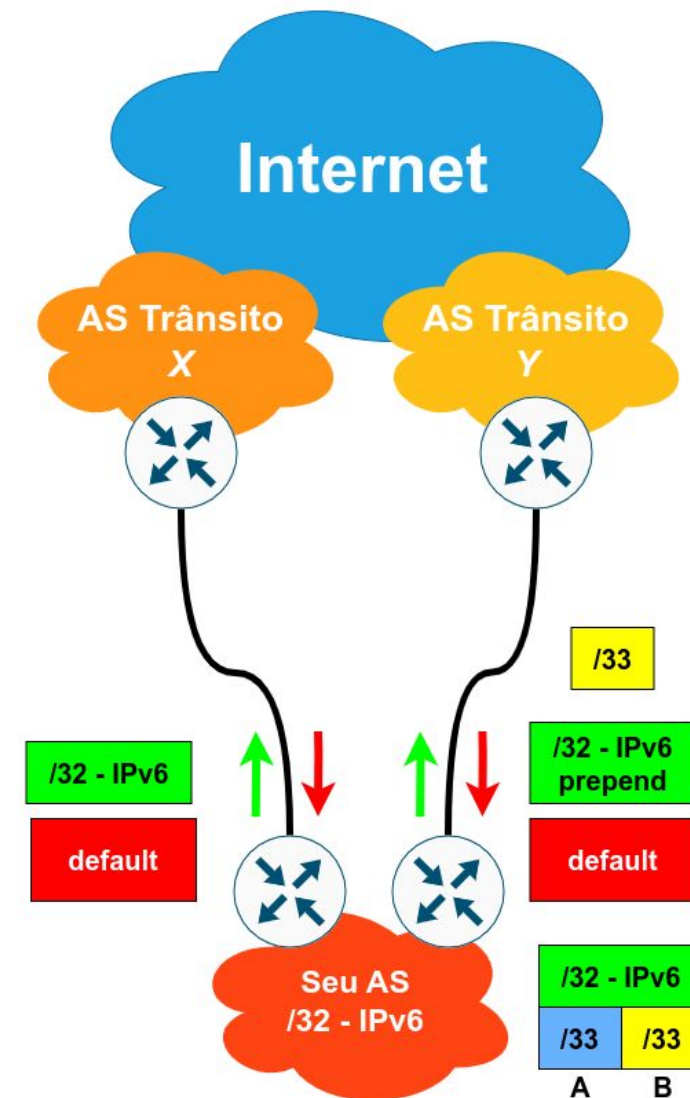 Internet
AS Trânsito
X
AS Trânsito
Y
/33
/32 - IPv6
default
/32 - IPv6
prepend
default
Seu AS
/32 - IPv6
/32 - IPv6
/33
/33
A
B